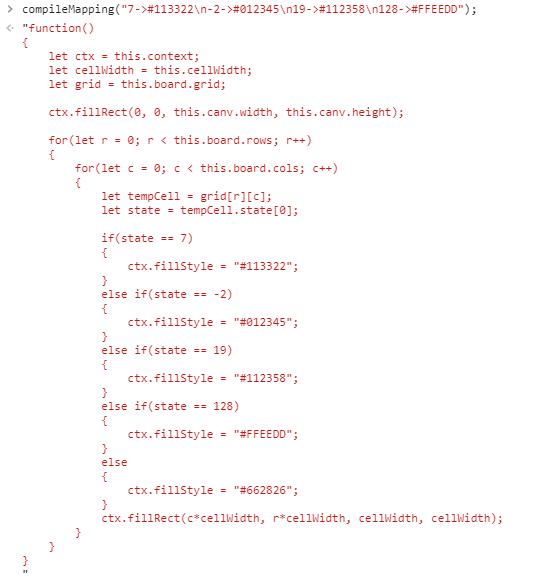 > compileMapping("7->#113322\n-2->#012345\n19->#112358\n128->#FFEEDD");
"function()
{
    let ctx = this.context;
    let cellWidth = this.cellWidth;
    let grid = this.board.grid;

    ctx.fillRect(0, 0, this.canv.width, this.canv.height);

    for(let r = 0; r < this.board.rows; r++)
    {
        for(let c = 0; c < this.board.cols; c++)
        {
            let tempCell = grid[r][c];
            let state = tempCell.state[0];

            if(state == 7)
            {
                ctx.fillStyle = "#113322";
            }
            else if(state == -2)
            {
                ctx.fillStyle = "#012345";
            }
            else if(state == 19)
            {
                ctx.fillStyle = "#112358";
            }
            else if(state == 128)
            {
                ctx.fillStyle = "#FFEEDD";
            }
            else
            {
                ctx.fillStyle = "#662826";
            }
            ctx.fillRect(c*cellWidth, r*cellWidth, cellWidth, cellWidth);
        }
    }
}
"